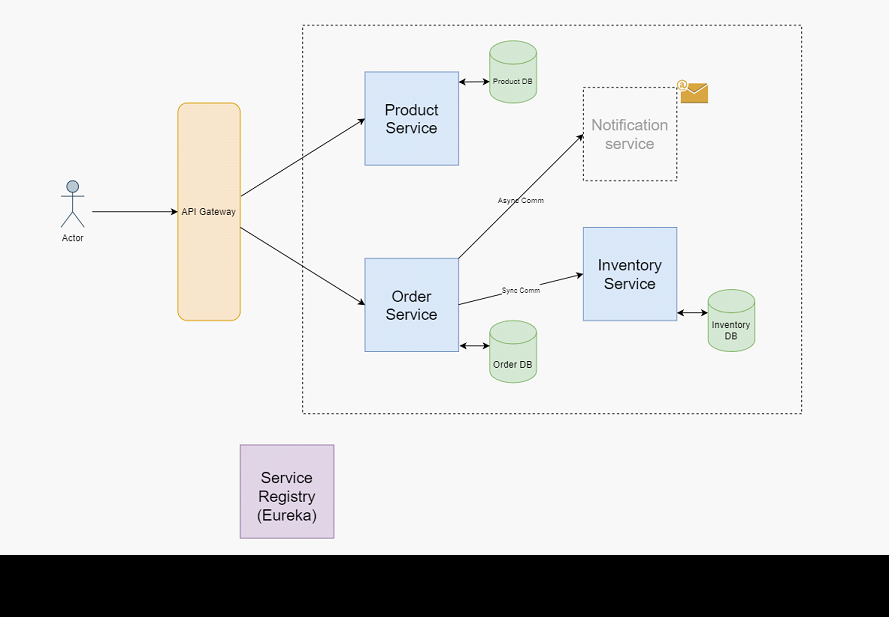 Product DB
Product
Service
Notification
service
Async Comm
API Gateway
Actor
Inventory
Service
Order
Service
Sync Comm
Inventory
DB
Order DB
Service
Registry
(Eureka)